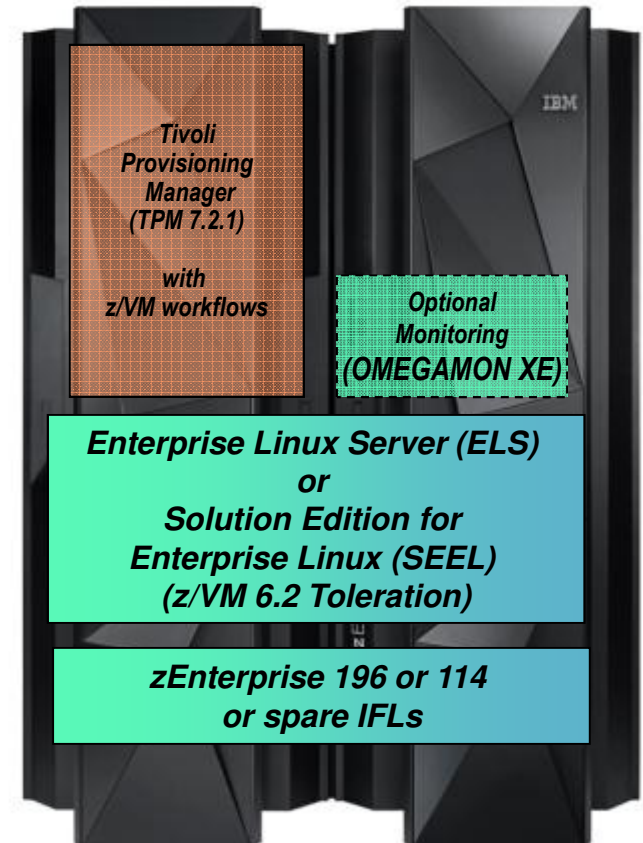 IBM
Tivoli
Provisioning
Manager
(TPM 7.2.1)
with
z/VM workflows
Optional
Monitoring
(OMEGAMON XE)
Enterprise Linux Server (ELS)
or
Solution Edition for
Enterprise Linux (SEEL)
(z/VM 6.2 Toleration)
zEnterprise 196 or 114
or spare IFLs